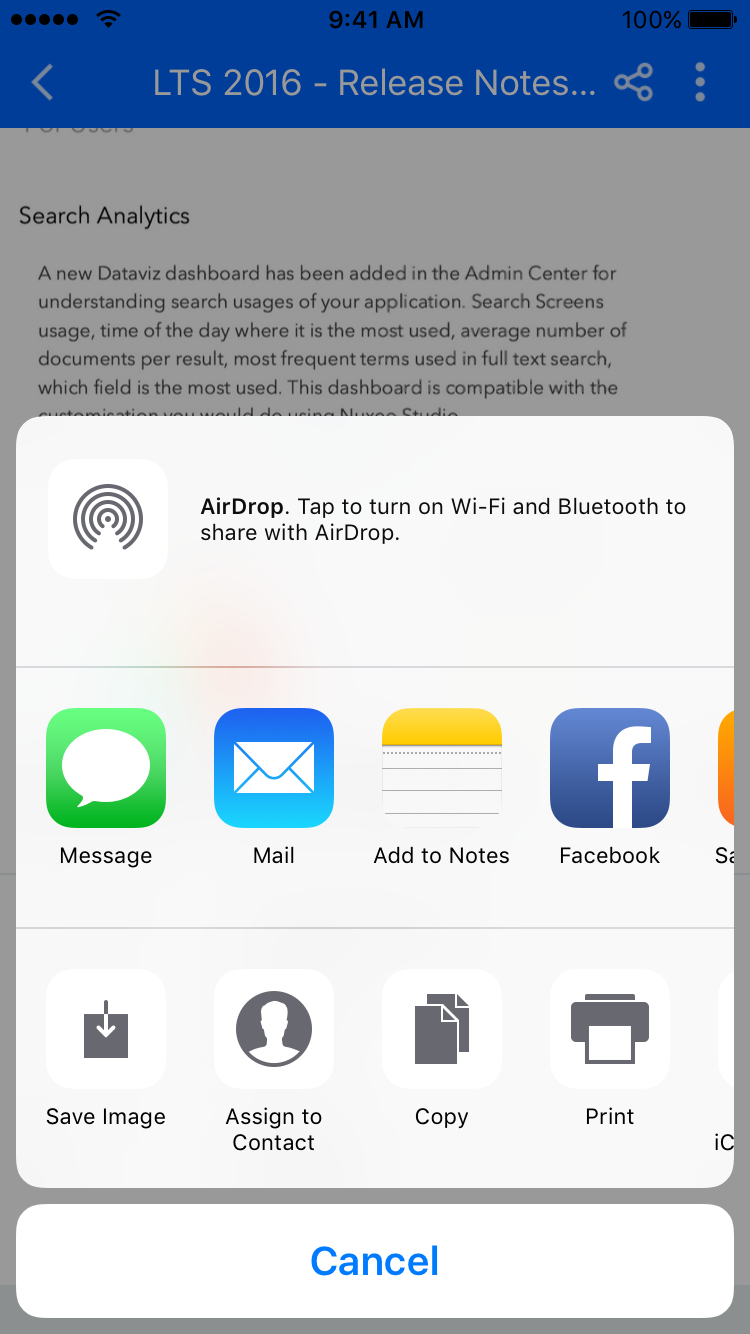 9:41 AM 100%
LTS 2016 - Release Notes...
For Users
Search Analytics
A new Dataviz dashboard has been added in the Admin Center for
understanding search usages of your application. Search Screens
usage, time of the day where it is the most used, average number of
documents per result, most frequent terms used in full text search,
which field is the most used. This dashboard is compatible with the
customisation you would do using Nuxeo Studio.
AirDrop. Tap to turn on Wi-Fi and Bluetooth to
share with AirDrop.
Message Mail Add to Notes Facebook
Save Image Assign to Copy Print
Contact
Cancel